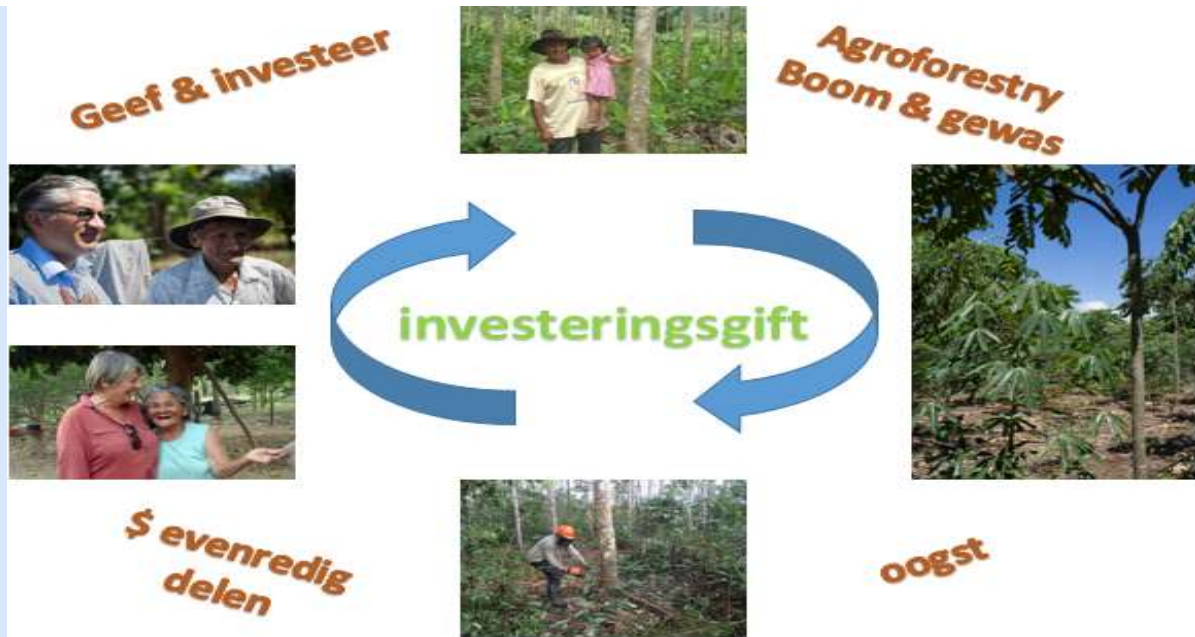 Geef & investeer
Agroforestry
Boom & gewas
investeringsgift
$ evenredig
delen
oogst